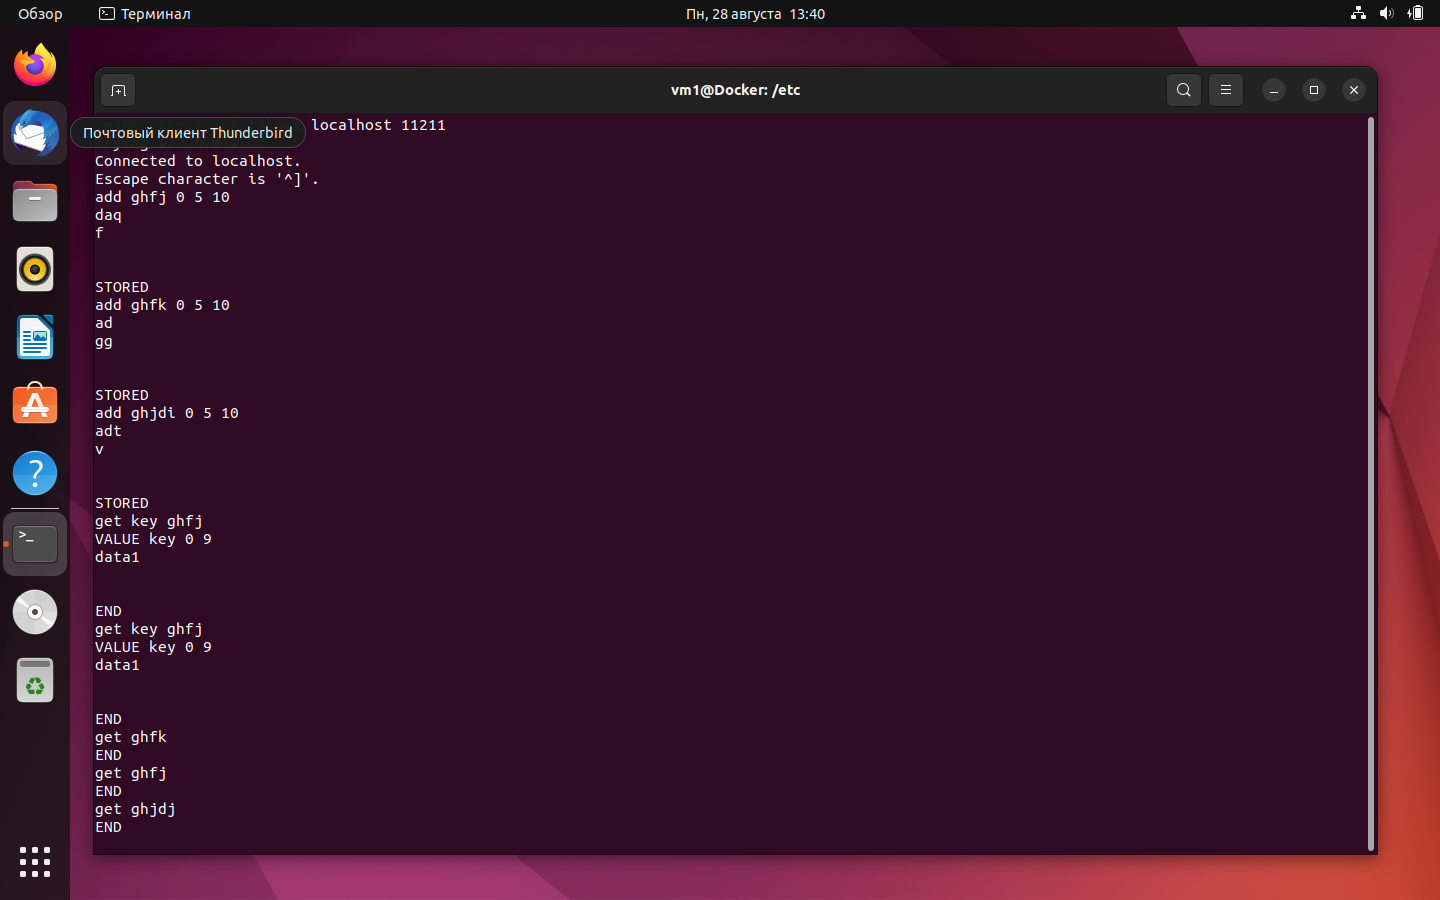 Обзор
Терминал
Пн, 28 августа 13:40
vm1@Docker: /etc
Почтовый клиент Thunderbird
localhost 11211
Connected to localhost.
Escape character is '^]'.
add ghfj 0 5 10
daq
f
STORED
add ghfk 0 5 10
ad
gg
STORED
add ghjdi 0 5 10
adt
v
STORED
get key ghfj
VALUE key 0 9
data1
END
get key ghfj
VALUE key 0 9
data1
END
get ghfk
END
get ghfj
END
get ghjdj
END